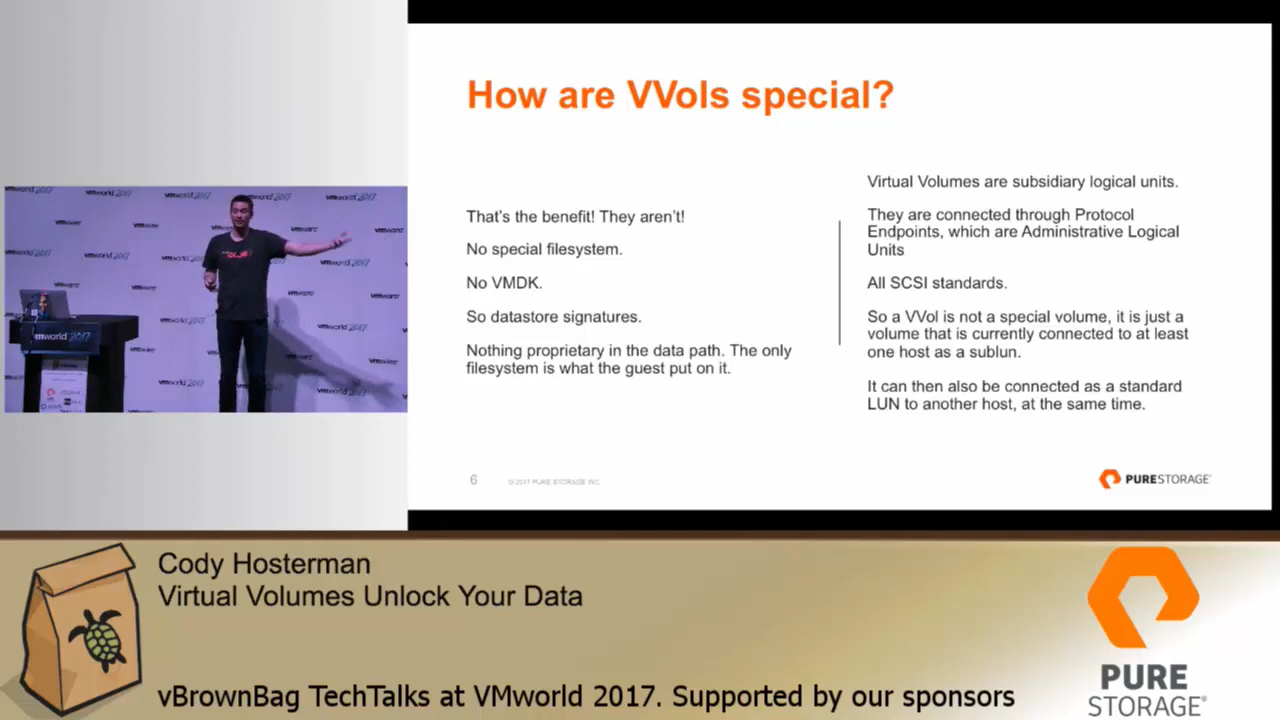 How are VVols special?
That's the benefit! They aren't!
No special filesystem.
No VMDK.
So datastore signatures.
Nothing proprietary in the data path. The only
filesystem is what the guest put on it.
Virtual Volumes are subsidiary logical units.
They are connected through Protocol
Endpoints, which are Administrative Logical
Units
All SCSI standards.
So a VVol is not a special volume, it is just a
volume that is currently connected to at least
one host as a sublun.
It can then also be connected as a standard
LUN to another host, at the same time.
6
© 2017 PURE STORAGE INC.
PURESTORAGE
vmworld 2017
vmware
vmworld 2017
Cody Hosterman
Virtual Volumes Unlock Your Data
vBrownBag TechTalks at VMworld 2017. Supported by our sponsors
PURE
STORAGE®